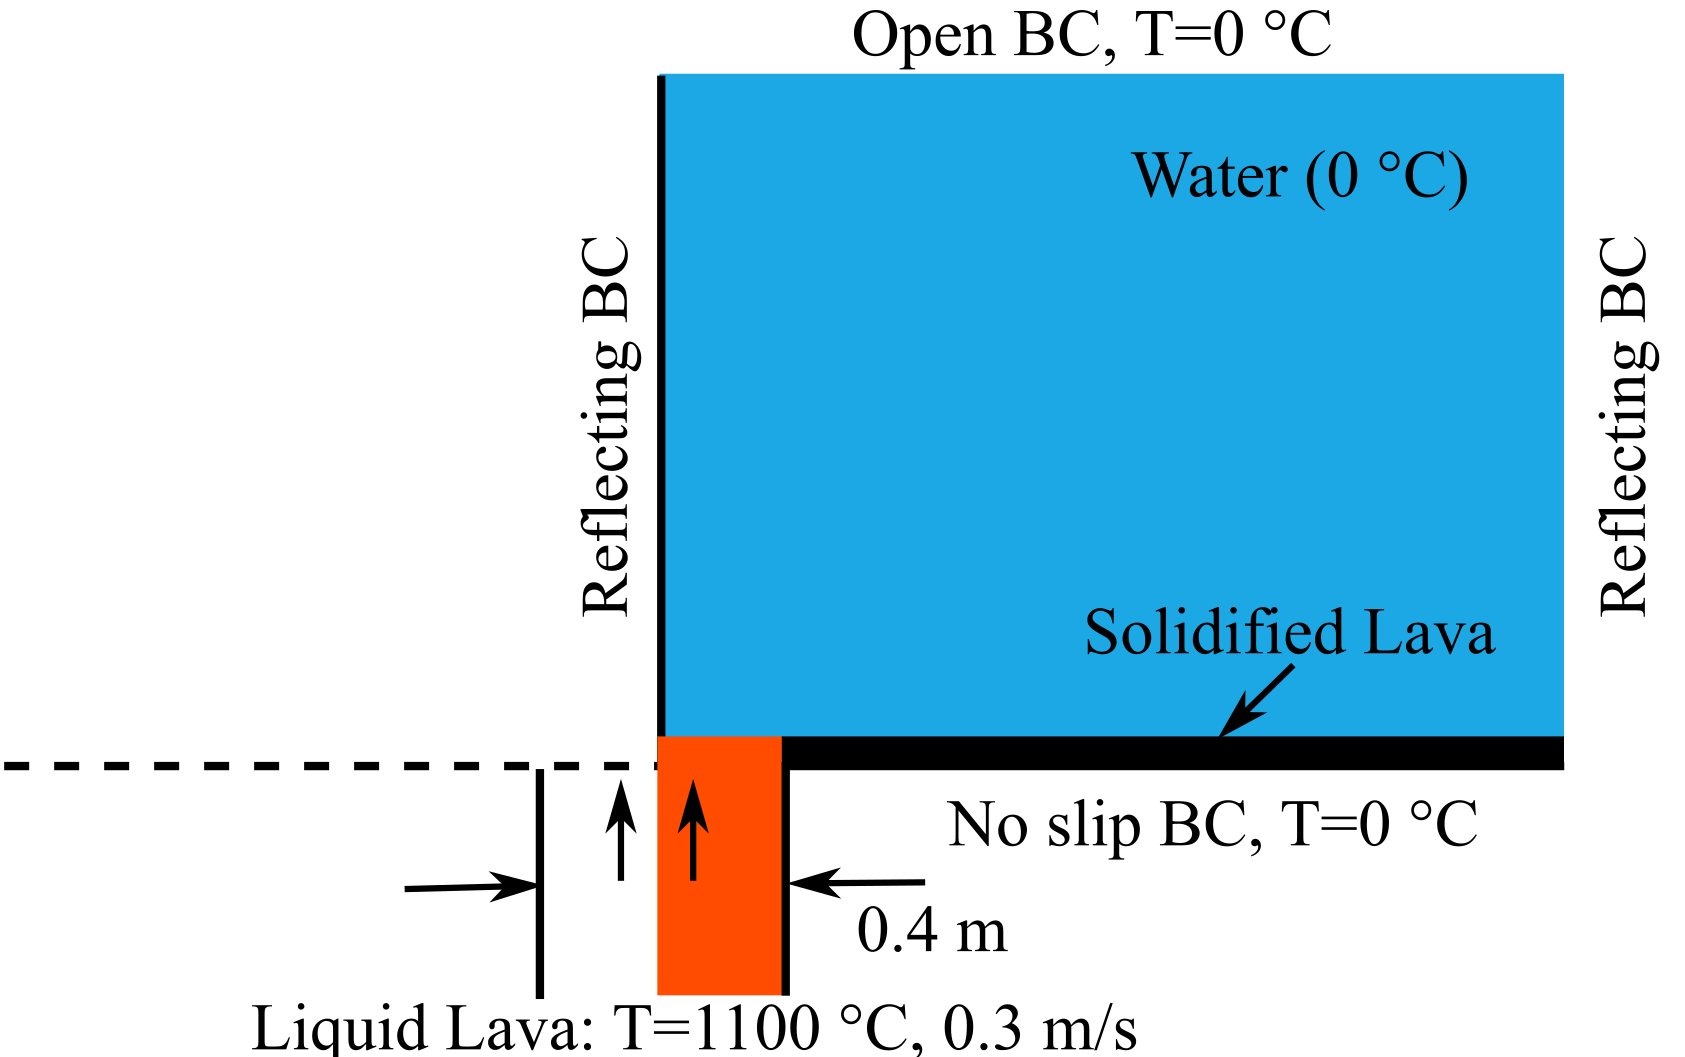 Open BC, T=0 °C
Water (0 °C)
Reflecting BC
Reflecting BC
Solidified Lava
No slip BC, T=0 °C
0.4 m
Liquid Lava: T=1100 °C, 0.3 m/s